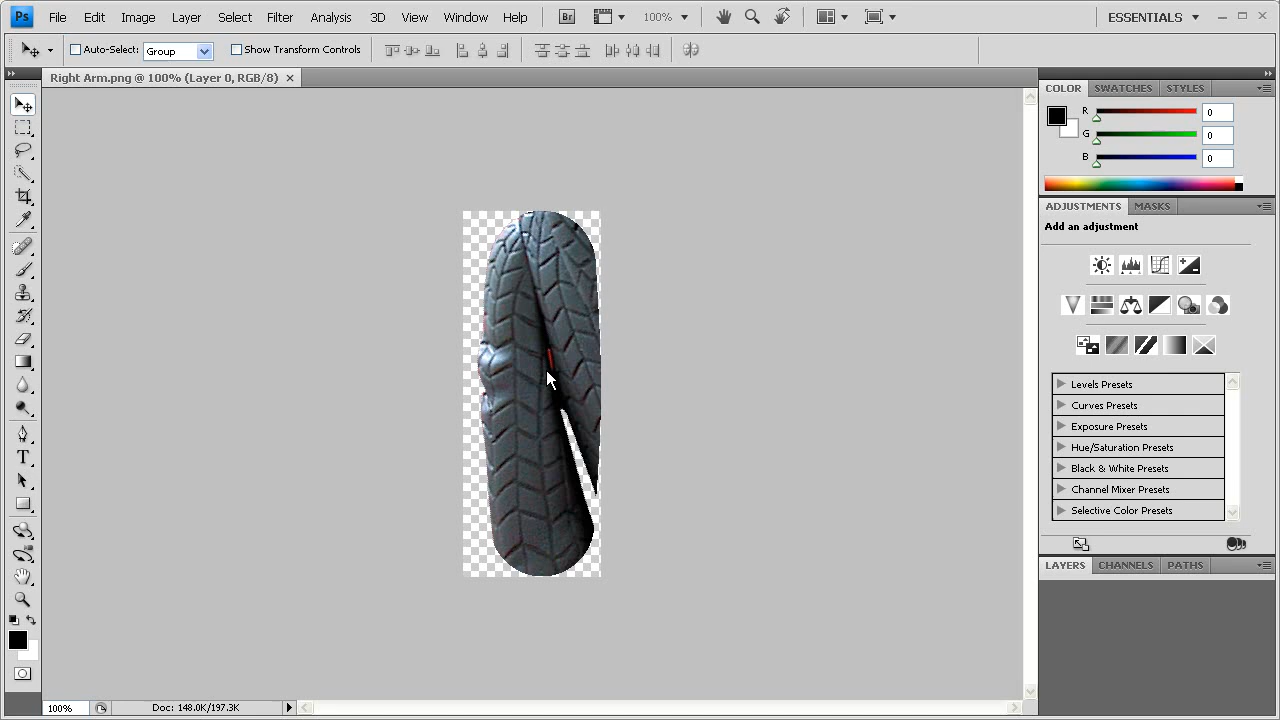 Ps File Edit Image Layer Select Filter Analysis 3D View Window Help Br 100% ESSENTIALS
Auto-Select: Group Show Transform Controls
Right Arm.png @ 100% (Layer 0, RGB/8)
COLOR SWATCHES STYLES
R 0
G 0
B 0
ADJUSTMENTS MASKS
Add an adjustment
Levels Presets
Curves Presets
Exposure Presets
Hue/Saturation Presets
Black & White Presets
Channel Mixer Presets
Selective Color Presets
LAYERS CHANNELS PATHS
100% Doc: 148.0K/197.3K